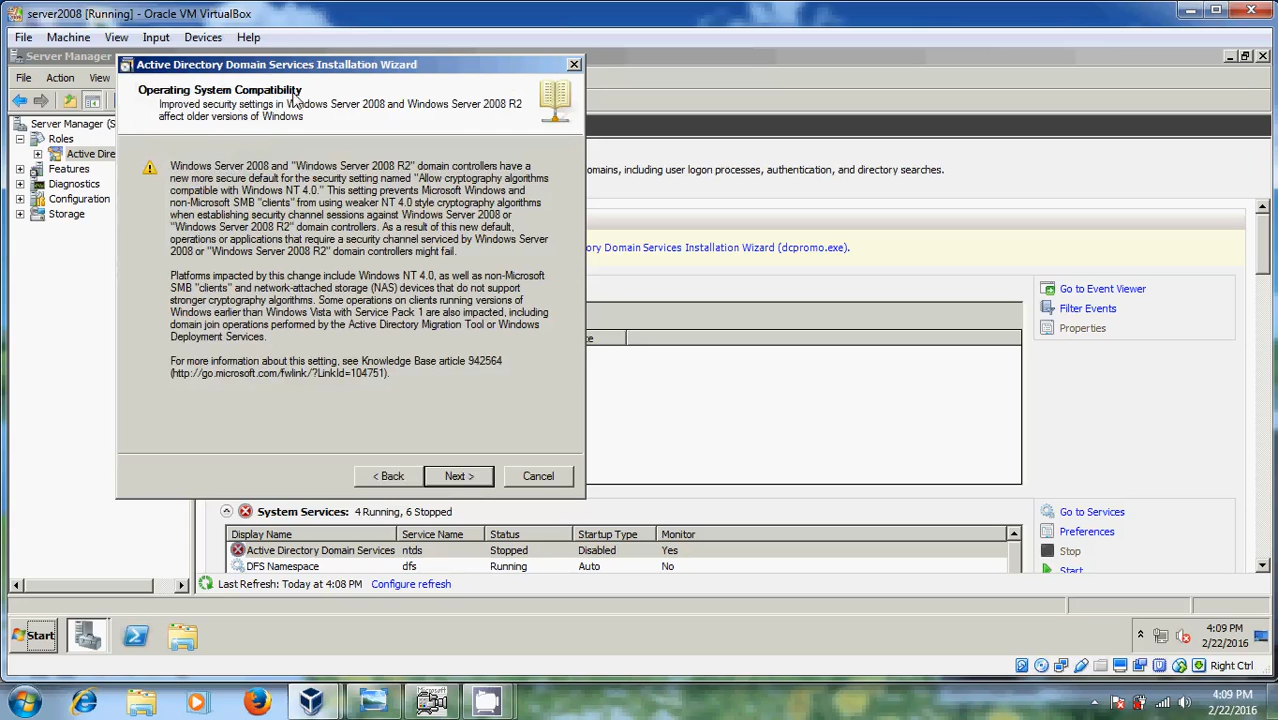 server2008 [Running] - Oracle VM VirtualBox
File Machine View Input Devices Help
Server Manager
File Action View
Active Directory Domain Services Installation Wizard
Operating System Compatibility
Improved security settings in Windows Server 2008 and Windows Server 2008 R2
affect older versions of Windows
Server Manager (S
Roles
Active Dire
Features
Diagnostics
Configuration
Storage
Windows Server 2008 and "Windows Server 2008 R2" domain controllers have a
new more secure default for the security setting named "Allow cryptography algorithms
compatible with Windows NT 4.0." This setting prevents Microsoft Windows and
non-Microsoft SMB "clients" from using weaker NT 4.0 style cryptography algorithms
when establishing security channel sessions against Windows Server 2008 or
"Windows Server 2008 R2" domain controllers. As a result of this new default,
operations or applications that require a security channel serviced by Windows Server
2008 or "Windows Server 2008 R2" domain controllers might fail.
Platforms impacted by this change include Windows NT 4.0, as well as non-Microsoft
SMB "clients" and network-attached storage (NAS) devices that do not support
stronger cryptography algorithms. Some operations on clients running versions of
Windows earlier than Windows Vista with Service Pack 1 are also impacted, including
domain join operations performed by the Active Directory Migration Tool or Windows
Deployment Services.
For more information about this setting, see Knowledge Base article 942564
(http://go.microsoft.com/fwlink/?LinkId=104751).
< Back Next > Cancel
omains, including user logon processes, authentication, and directory searches.
ory Domain Services Installation Wizard (dcpromo.exe).
Go to Event Viewer
Filter Events
Properties
System Services: 4 Running, 6 Stopped
Display Name Service Name Status Startup Type Monitor
Active Directory Domain Services ntds Stopped Disabled Yes
DFS Namespace dfs Running Auto No
Go to Services
Preferences
Stop
Start
Last Refresh: Today at 4:08 PM Configure refresh
Start
4:09 PM
2/22/2016
Right Ctrl
Microsoft
4:09 PM
2/22/2016